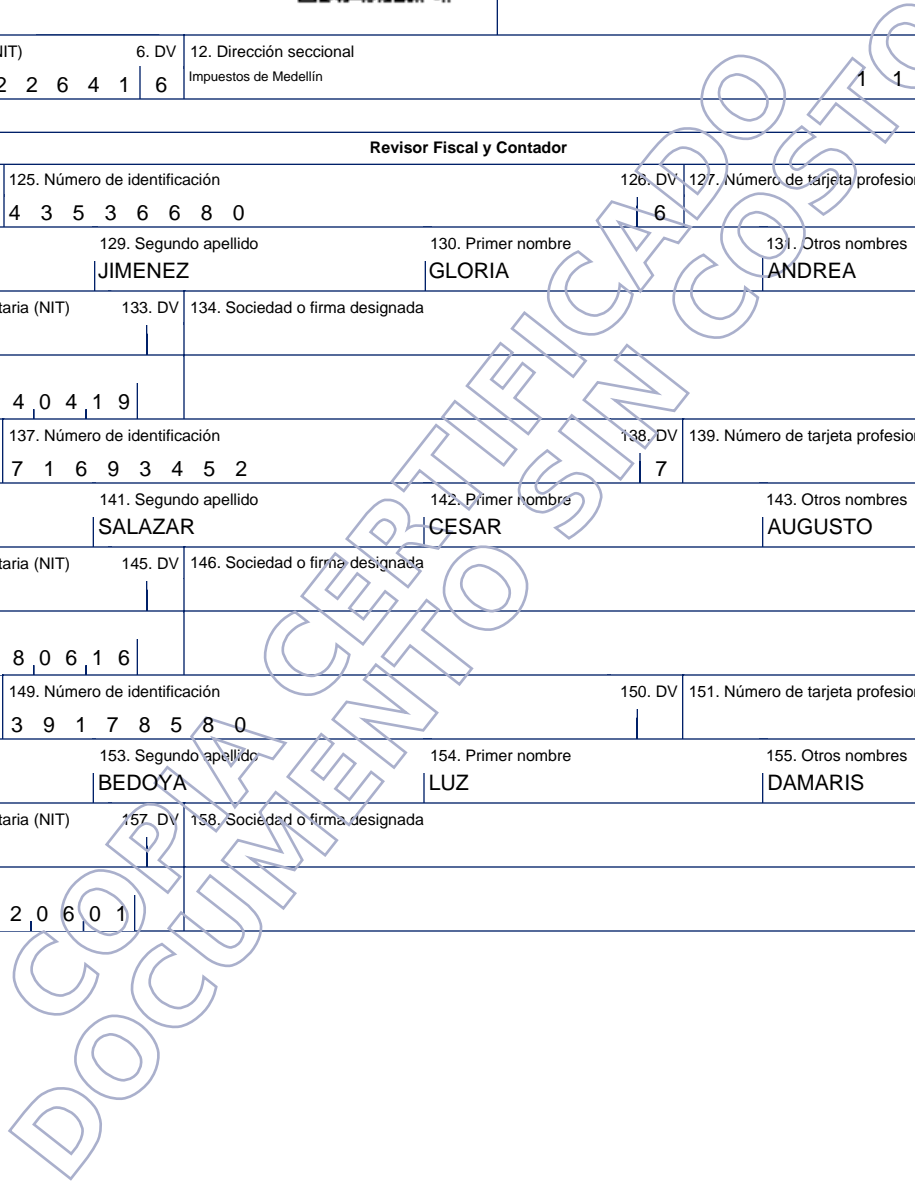 6. DV 12. Dirección seccional
2 2 6 4 1 6 Impuestos de Medellín 1 1
Revisor Fiscal y Contador
125. Número de identificación 126. DV 127. Número de tarjeta
4 3 5 3 6 6 8 0 6
129. Segundo apellido 130. Primer nombre 131. Otros nombres
JIMENEZ GLORIA ANDREA
(NIT) 133. DV 134. Sociedad o firma designada
4 0 4 1 9
137. Número de identificación 138. DV 139. Número de tarjeta
7 1 6 9 3 4 5 2 7
141. Segundo apellido 142. Primer nombre 143. Otros nombres
SALAZAR CESAR AUGUSTO
(NIT) 145. DV 146. Sociedad o firma designada
8 0 6 1 6
149. Número de identificación 150. DV 151. Número de tarjeta
3 9 1 7 8 5 8 0
153. Segundo apellido 154. Primer nombre 155. Otros nombres
BEDOYA LUZ DAMARIS
(NIT) 157. DV 158. Sociedad o firma designada
2 0 6 0 1
COPIA CERTIFICADO
DOCUMENTO SIN COSTO